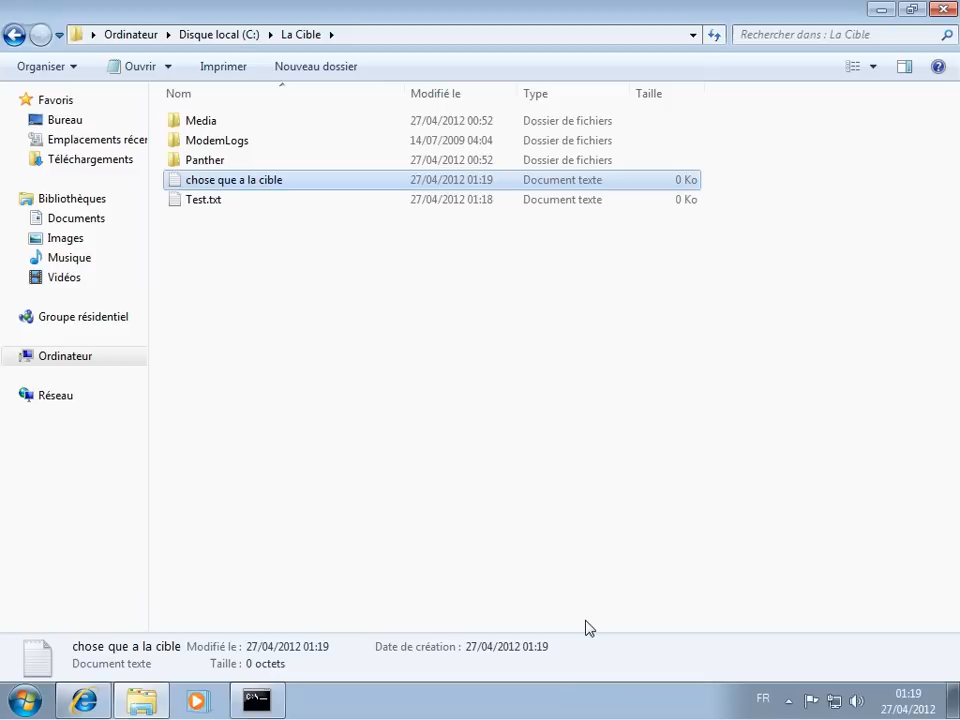 Ordinateur Disque local (C:) La Cible Rechercher dans : La Cible
Organiser Ouvrir Imprimer Nouveau dossier
Nom Modifié le Type Taille
Favoris
Bureau
Emplacements récer
Téléchargements
Bibliothèques
Documents
Images
Musique
Vidéos
Groupe résidentiel
Ordinateur
Réseau
Media 27/04/2012 00:52 Dossier de fichiers
ModemLogs 14/07/2009 04:04 Dossier de fichiers
Panther 27/04/2012 00:52 Dossier de fichiers
chose que a la cible 27/04/2012 01:19 Document texte 0 Ko
Test.txt 27/04/2012 01:18 Document texte 0 Ko
chose que a la cible Modifié le : 27/04/2012 01:19 Date de création : 27/04/2012 01:19
Document texte Taille : 0 octets
FR 01:19
27/04/2012